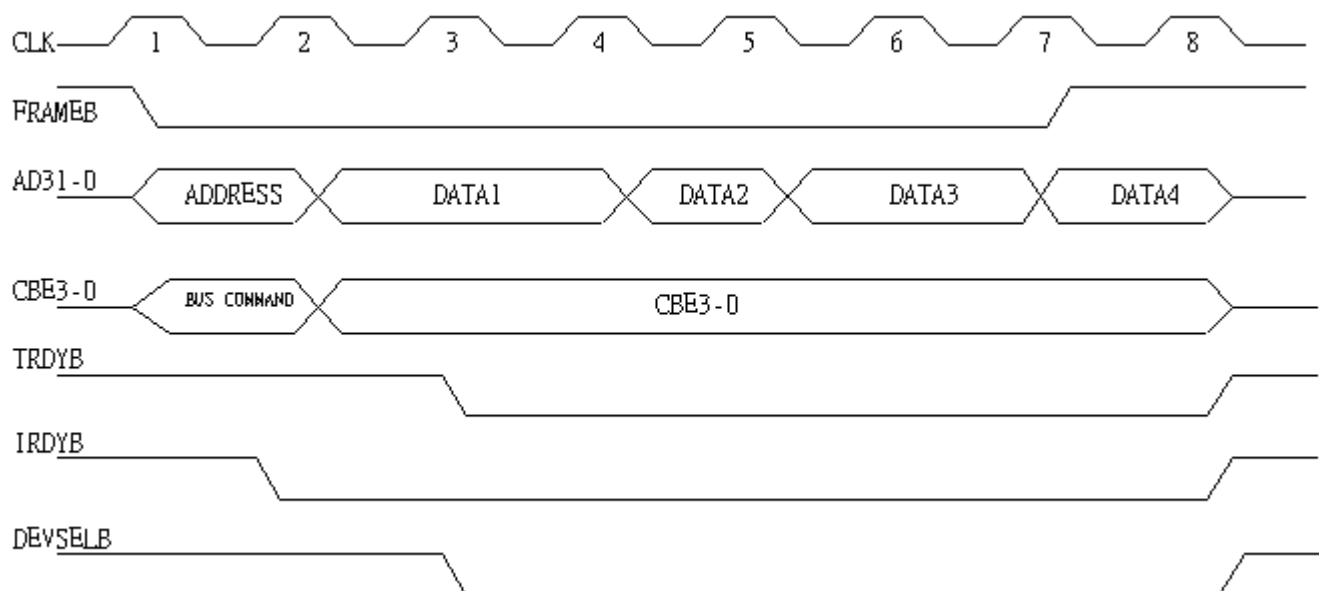 CLK 1 2 3 4 5 6 7 8
FRAMEB
AD31-0 ADDRESS DATA1 DATA2 DATA3 DATA4
CBE3-0 BUS COMMAND CBE3-0
TRDYB
IRDYB
DEVSELB